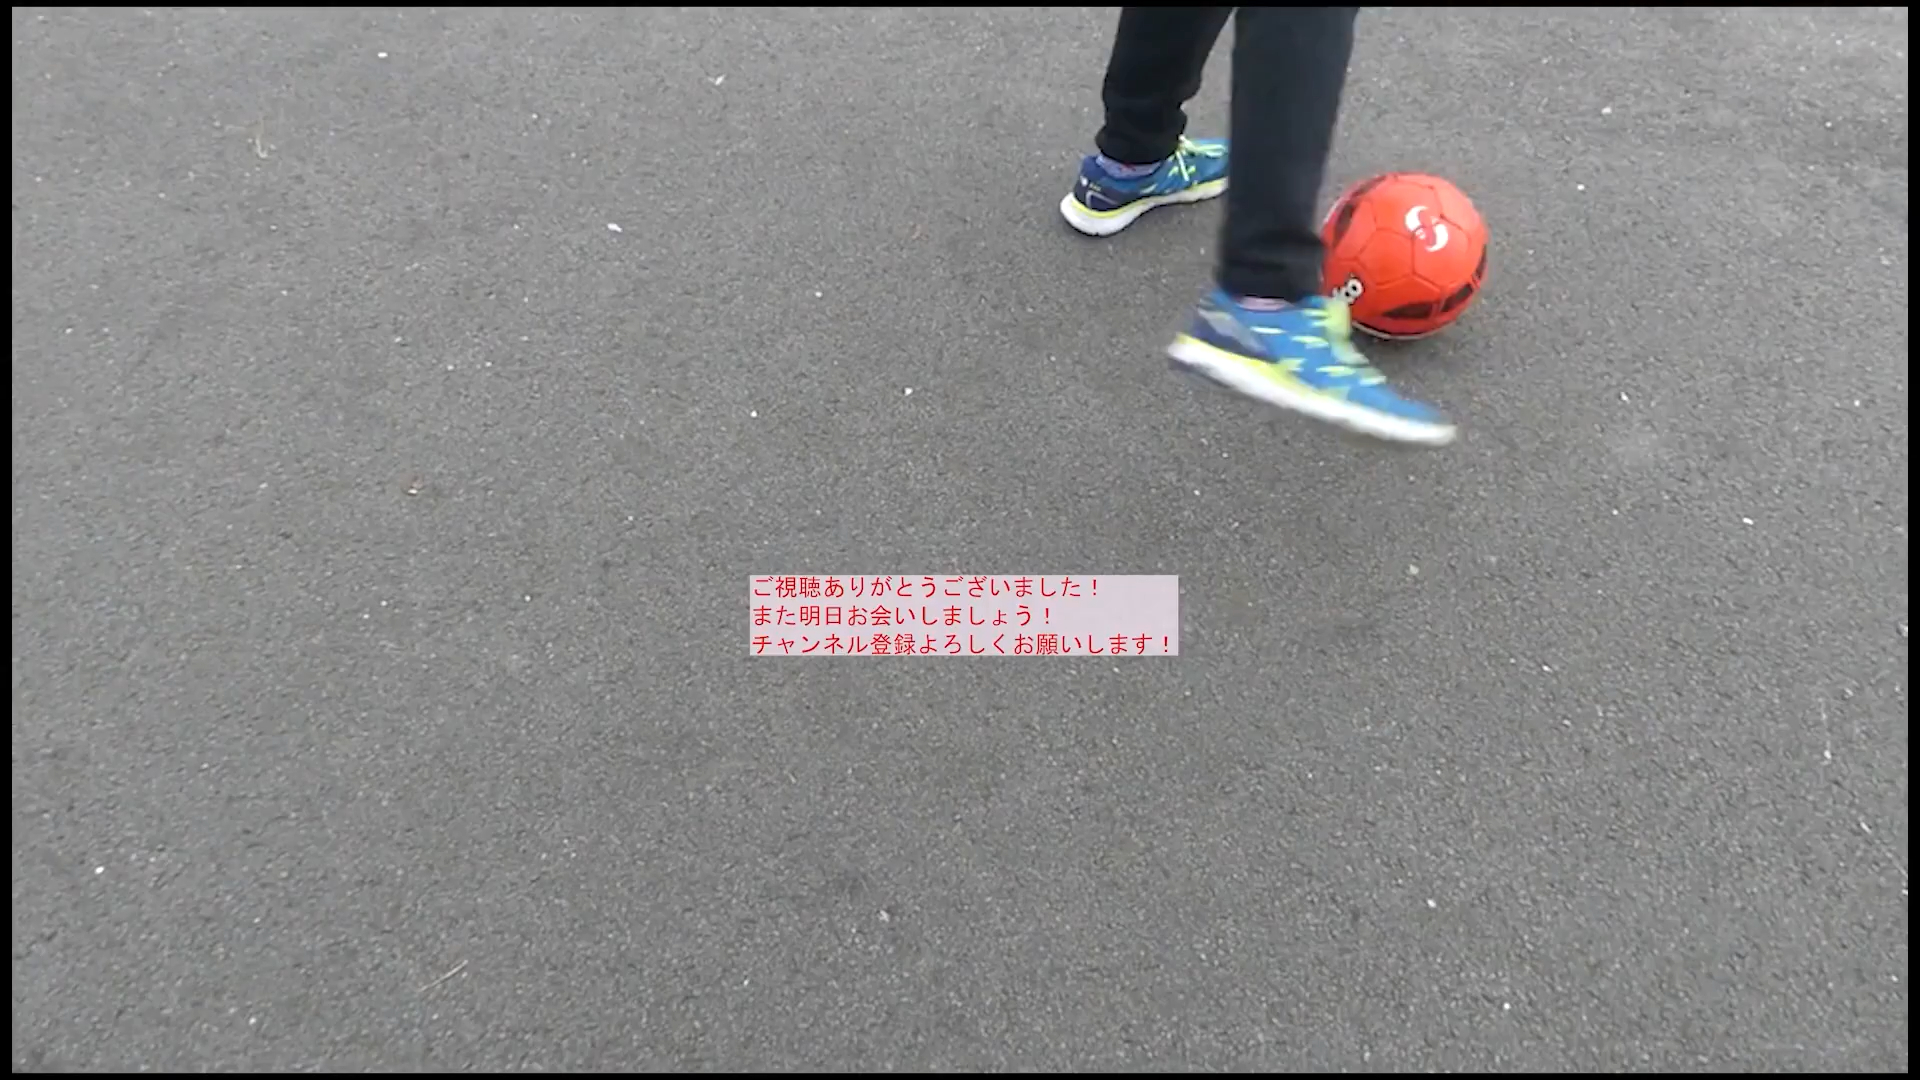 ご視聴ありがとうございました！
また明日お会いしましょう！
チャンネル登録よろしくお願いします！